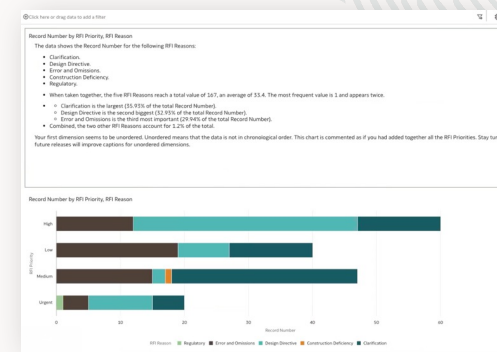 Click here or drag data to add a filter
Record Number by RFI Priority, RFI Reason
The data shows the Record Number for the following RFI Reasons:
Clarification.
Design Directive.
Error and Omissions.
Construction Deficiency.
Regulatory.
When taken together, the five RFI Reasons reach a total value of 167, an average of 33.4. The most frequent value is 1 and appears twice.
Clarification is the largest (35.93% of the total Record Number).
Design Directive is the second biggest (32.93% of the total Record Number).
Error and Omissions is the third most important (29.94% of the total Record Number).
Combined, the two other RFI Reasons account for 1.2% of the total.
Your first dimension seems to be unordered. Unordered means that the data is not in chronological order. This chart is commented as if you had added together all the RFI Priorities. Stay tun
future releases will improve captions for unordered dimensions.
Record Number by RFI Priority, RFI Reason
High
Low
RFI Priority
Medium
Urgent
0 10 20 30 40 50 60
Record Number
RFI Reason Regulatory Error and Omissions Design Directive Construction Deficiency Clarification